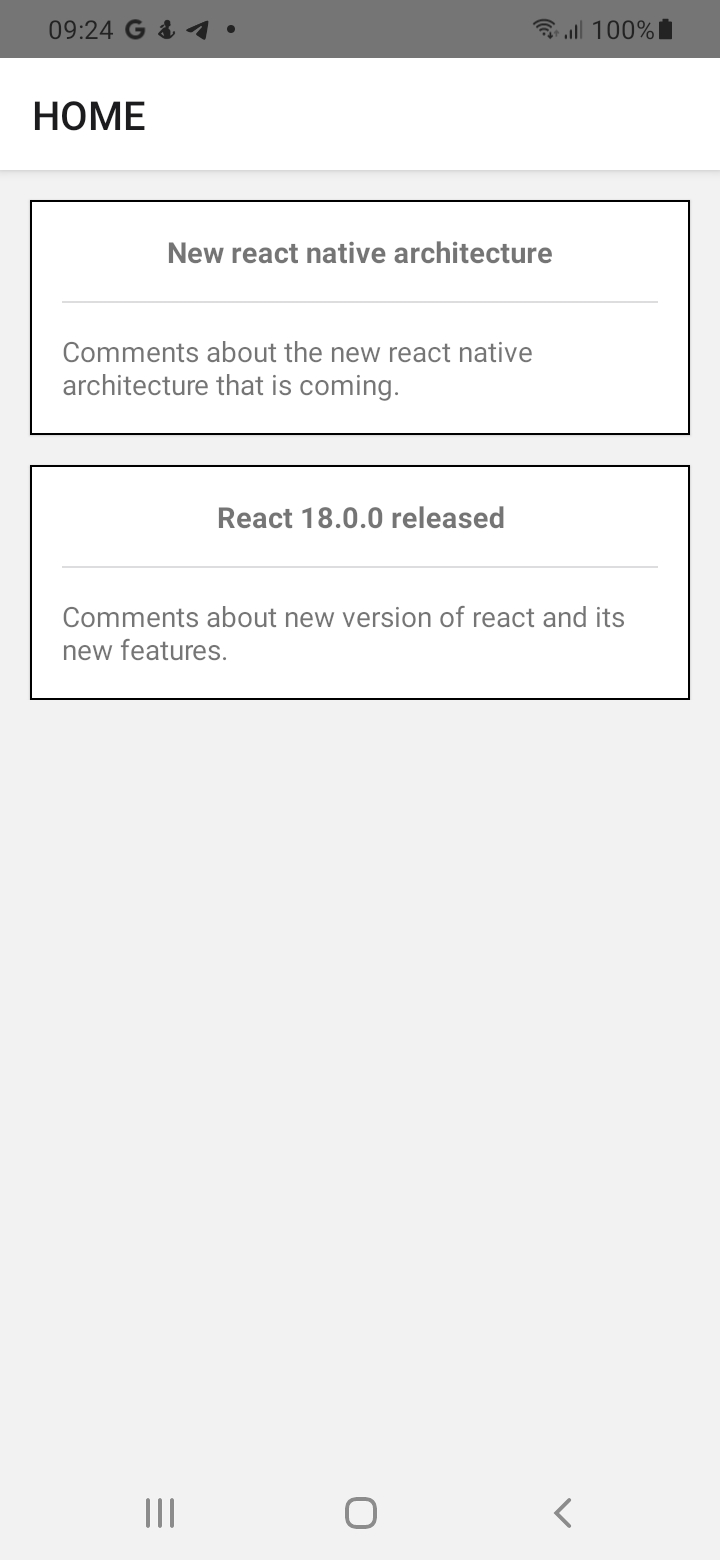 09:24 100%
HOME
New react native architecture
Comments about the new react native
architecture that is coming.
React 18.0.0 released
Comments about new version of react and its
new features.